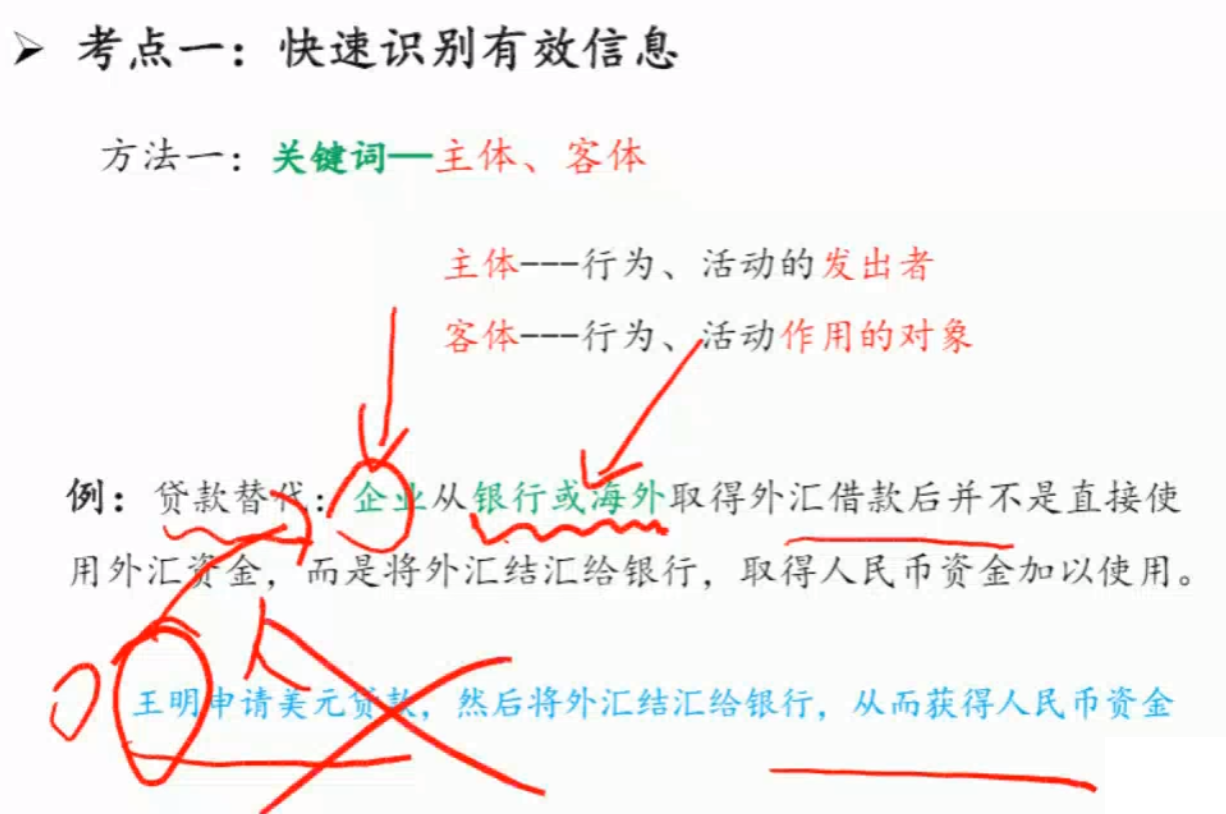 ➢ 考点一：快速识别有效信息
方法一：关键词—主体、客体
主体---行为、活动的发出者
客体---行为、活动作用的对象
例：贷款替代：企业从银行或海外取得外汇借款后并不是直接使
用外汇资金，而是将外汇结汇给银行，取得人民币资金加以使用。
王明申请美元贷款，然后将外汇结汇给银行，从而获得人民币资金